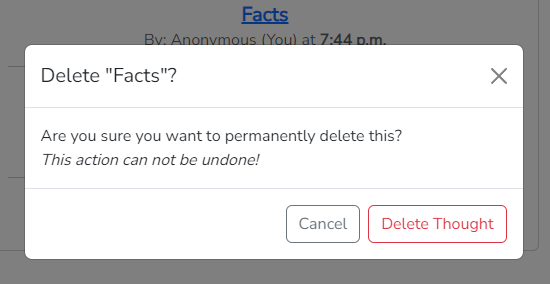 Facts
By: Anonymous (You) at 7:44 p.m.
Delete "Facts"?
Are you sure you want to permanently delete this?
This action can not be undone!
Cancel
Delete Thought